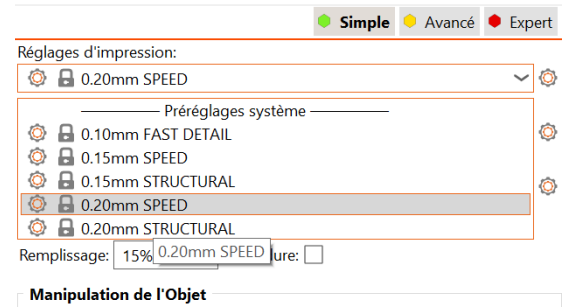 Simple Avancé Expert
Réglages d'impression:
0.20mm SPEED
Préréglages système
0.10mm FAST DETAIL
0.15mm SPEED
0.15mm STRUCTURAL
0.20mm SPEED
0.20mm STRUCTURAL
Remplissage: 15% 0.20mm SPEED lure:
Manipulation de l'Objet